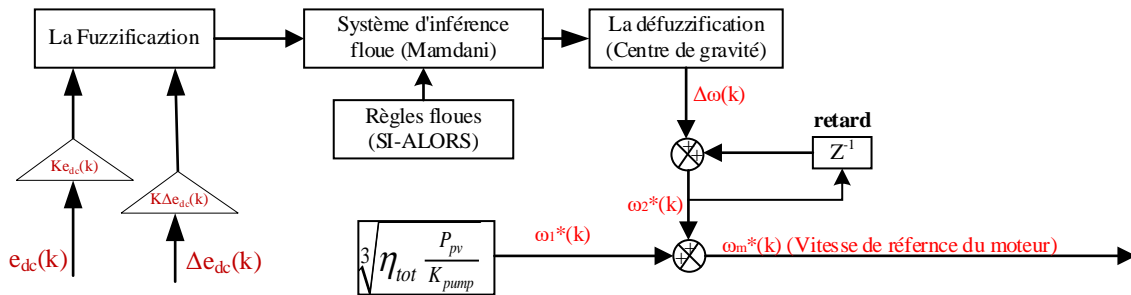 La Fuzzificaztion
Système d'inférence
floue (Mamdani)
La défuzzification
(Centre de gravité)
Règles floues
(SI-ALORS)
Δω(k)
retard
Z⁻¹
Ke_dc(k)
KΔe_dc(k)
ω₂*(k)
e_dc(k)
Δe_dc(k)
∛(η_tot P_pv / K_pump)
ω₁*(k)
ω_m*(k) (Vitesse de réfernce du moteur)
+
+
+
+